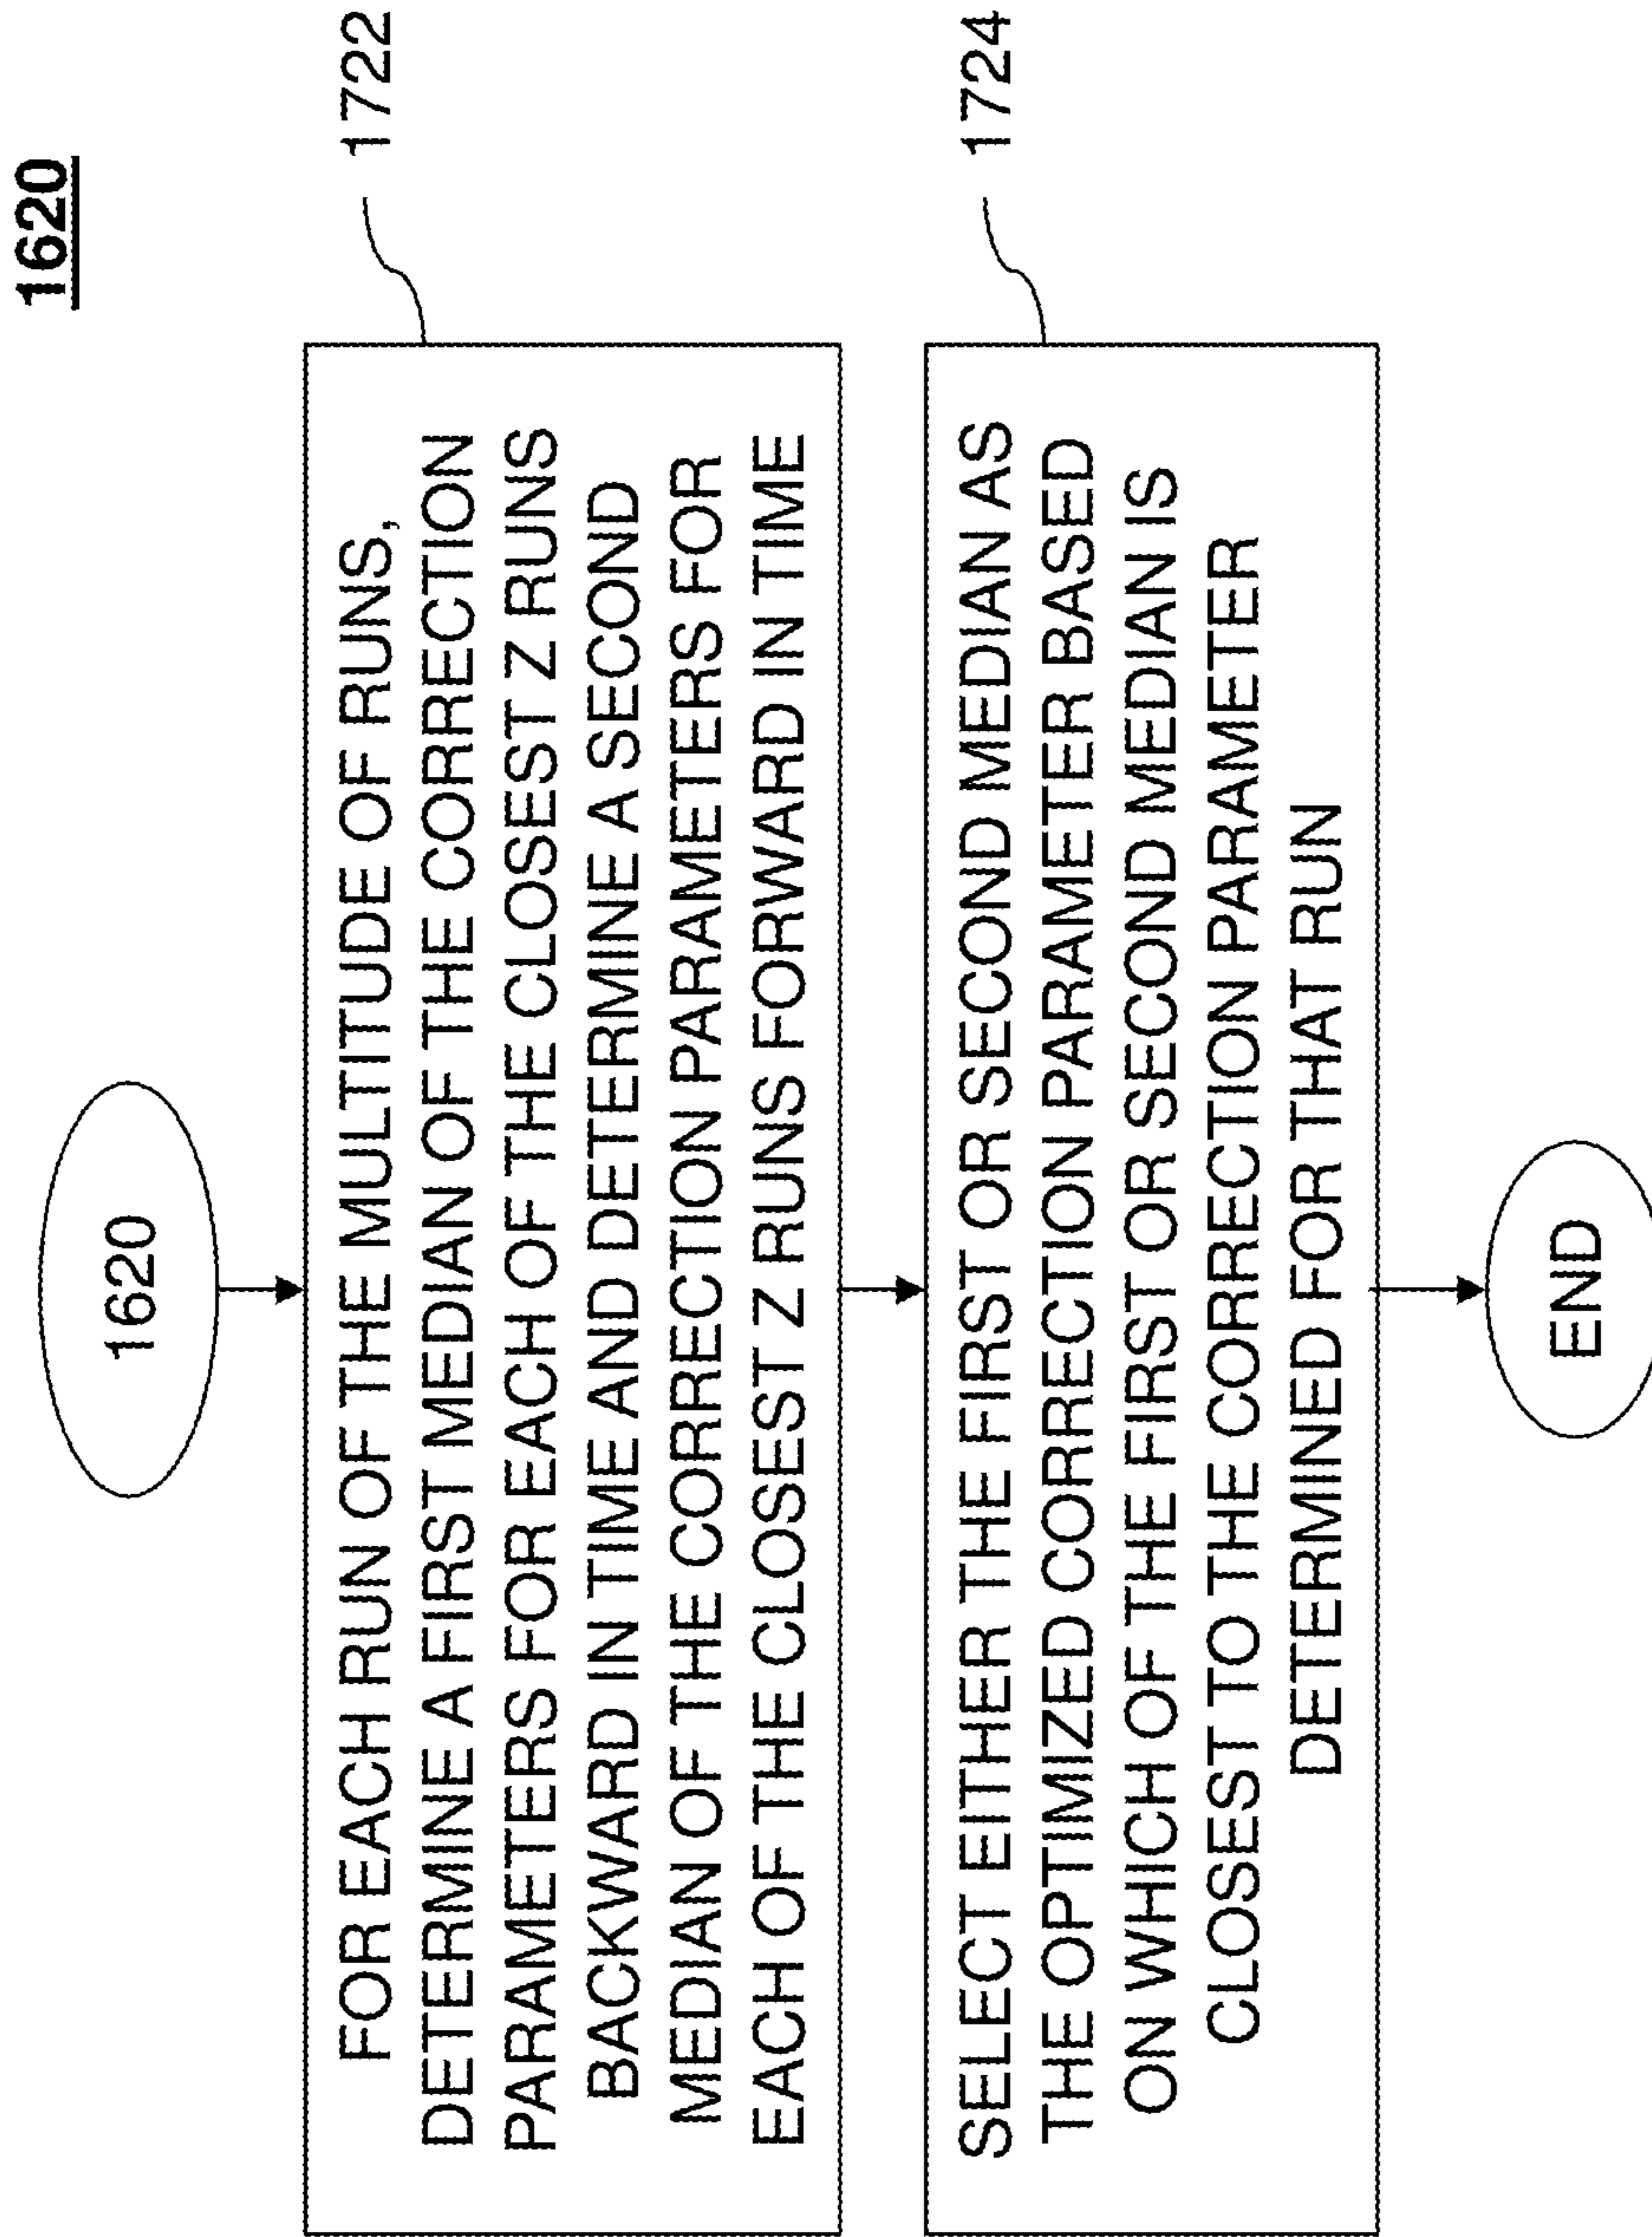 1620
1620
FOR EACH RUN OF THE MULTITUDE OF RUNS,
DETERMINE A FIRST MEDIAN OF THE CORRECTION
PARAMETERS FOR EACH OF THE CLOSEST Z RUNS
BACKWARD IN TIME AND DETERMINE A SECOND
MEDIAN OF THE CORRECTION PARAMETERS FOR
EACH OF THE CLOSEST Z RUNS FORWARD IN TIME
1722
SELECT EITHER THE FIRST OR SECOND MEDIAN AS
THE OPTIMIZED CORRECTION PARAMETER BASED
ON WHICH OF THE FIRST OR SECOND MEDIAN IS
CLOSEST TO THE CORRECTION PARAMETER
DETERMINED FOR THAT RUN
1724
END